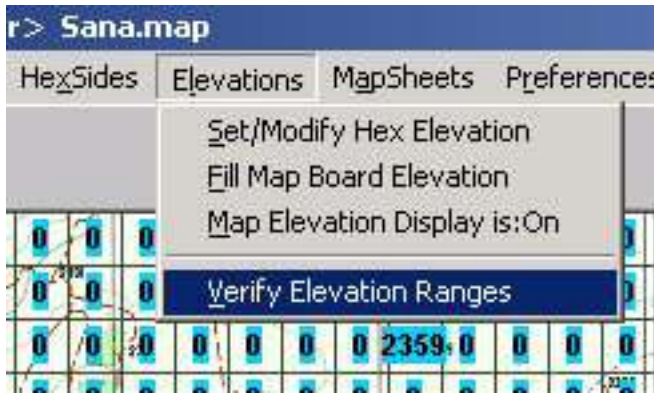 r> Sana.map
HexSides Elevations MapSheets Preferences
Set/Modify Hex Elevation
Fill Map Board Elevation
Map Elevation Display is:On
Verify Elevation Ranges
0 0 0
0 0 0
0 0 0 0 0 0 0 2359 0 0 0 0